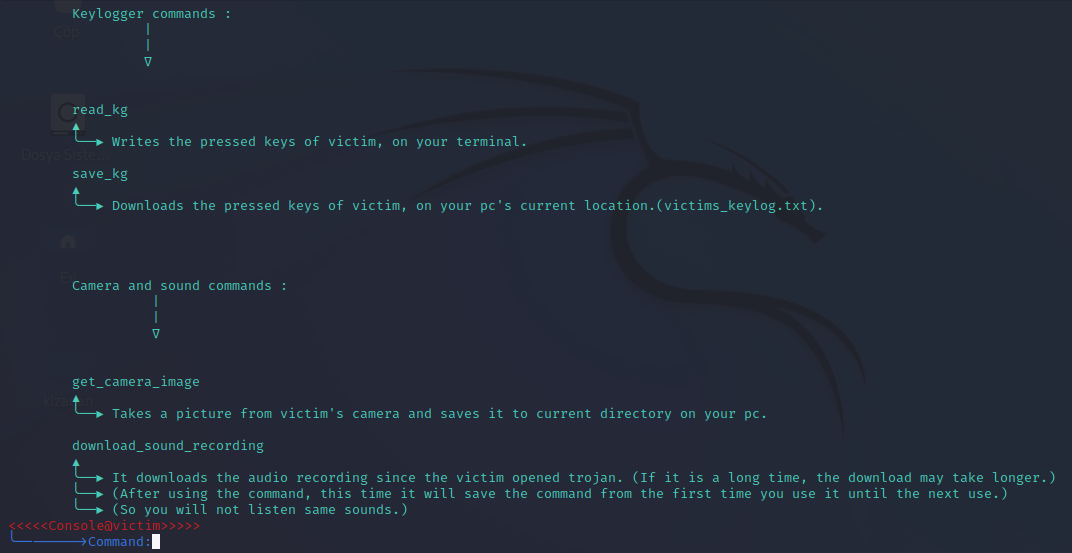 Keylogger commands :
read_kg
Writes the pressed keys of victim, on your terminal.
Dosya Siste...
save_kg
Downloads the pressed keys of victim, on your pc's current location.(victims_keylog.txt).
Camera and sound commands :
get_camera_image
Takes a picture from victim's camera and saves it to current directory on your pc.
download_sound_recording
It downloads the audio recording since the victim opened trojan. (If it is a long time, the download may take longer.)
(After using the command, this time it will save the command from the first time you use it until the next use.)
(So you will not listen same sounds.)
<<<<<Console@victim>>>>>
Command: